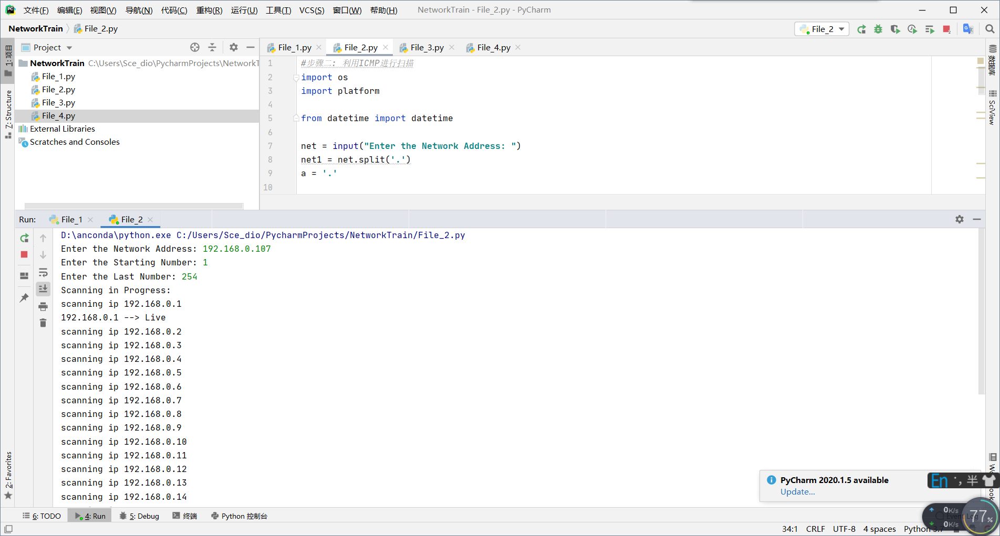 文件(F) 编辑(E) 视图(V) 导航(N) 代码(C) 重构(R) 运行(U) 工具(T) VCS(S) 窗口(W) 帮助(H) NetworkTrain - File_2.py - PyCharm
NetworkTrain File_2.py File_2
1: 项目
Project
NetworkTrain C:\Users\Sce_dio\PycharmProjects\NetworkT
File_1.py
File_2.py
File_3.py
File_4.py
External Libraries
Scratches and Consoles
7: Structure
File_1.py File_2.py File_3.py File_4.py
1 #步骤二: 利用ICMP进行扫描
2 import os
3 import platform
4
5 from datetime import datetime
6
7 net = input("Enter the Network Address: ")
8 net1 = net.split('.')
9 a = '.'
10
数据库
SciView
Run: File_1 File_2
D:\anconda\python.exe C:/Users/Sce_dio/PycharmProjects/NetworkTrain/File_2.py
Enter the Network Address: 192.168.0.107
Enter the Starting Number: 1
Enter the Last Number: 254
Scanning in Progress:
scanning ip 192.168.0.1
192.168.0.1 --> Live
scanning ip 192.168.0.2
scanning ip 192.168.0.3
scanning ip 192.168.0.4
scanning ip 192.168.0.5
scanning ip 192.168.0.6
scanning ip 192.168.0.7
scanning ip 192.168.0.8
scanning ip 192.168.0.9
scanning ip 192.168.0.10
scanning ip 192.168.0.11
scanning ip 192.168.0.12
scanning ip 192.168.0.13
scanning ip 192.168.0.14
2: Favorites
PyCharm 2020.1.5 available
Update...
En 半
6: TODO 4: Run 5: Debug 终端 Python 控制台
0K/s
0K/s
77%
34:1 CRLF UTF-8 4 spaces Python 3.7